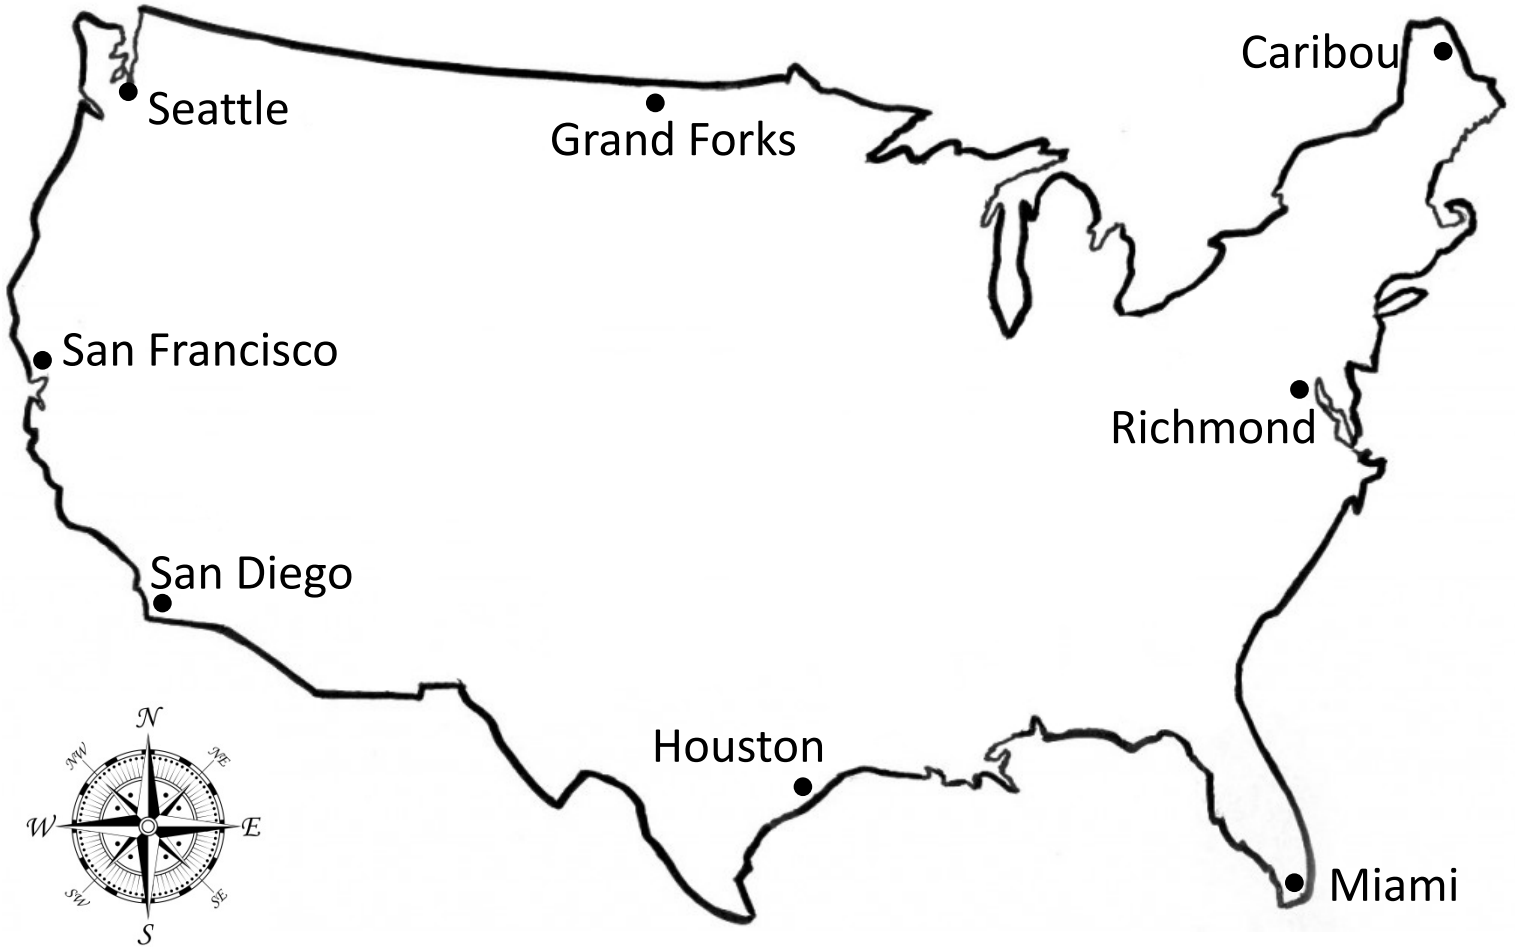 Caribou
Seattle
Grand Forks
San Francisco
Richmond
San Diego
Houston
Miami
N
NW
NE
W
E
SW
SE
S